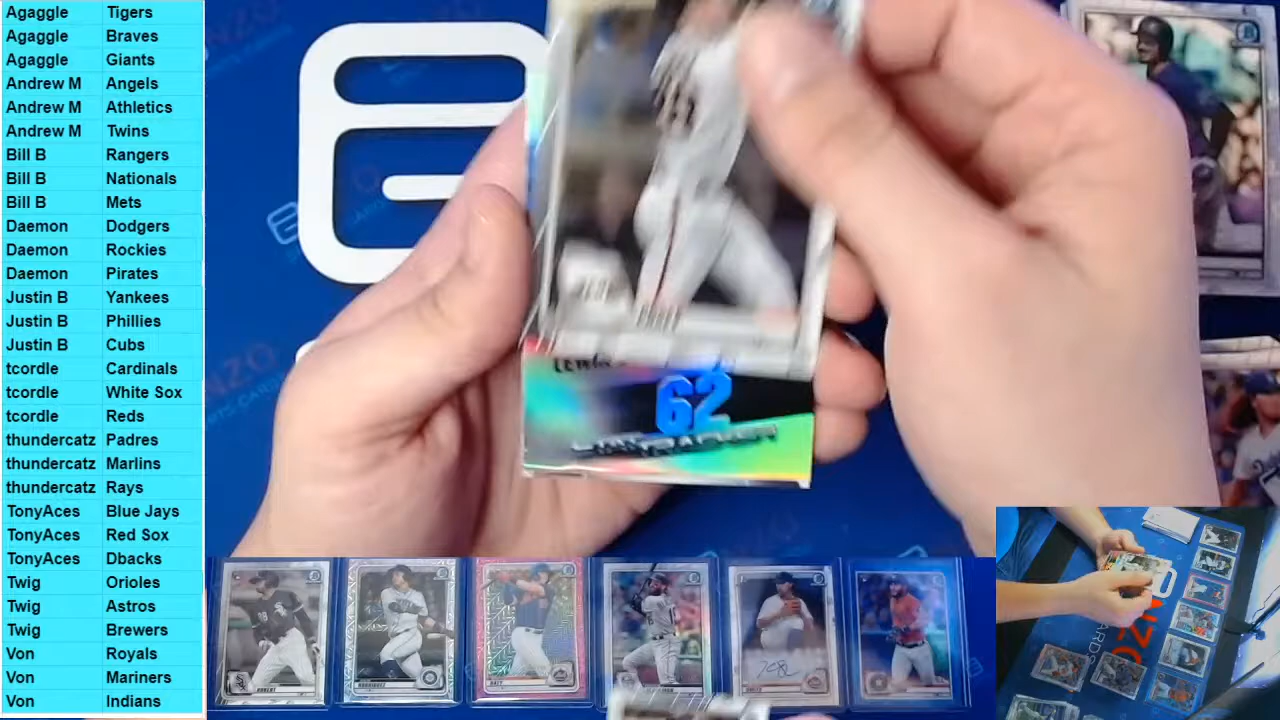 Agaggle Tigers
Agaggle Braves
Agaggle Giants
Andrew M Angels
Andrew M Athletics
Andrew M Twins
Bill B Rangers
Bill B Nationals
Bill B Mets
Daemon Dodgers
Daemon Rockies
Daemon Pirates
Justin B Yankees
Justin B Phillies
Justin B Cubs
tcordle Cardinals
tcordle White Sox
tcordle Reds
thundercatz Padres
thundercatz Marlins
thundercatz Rays
TonyAces Blue Jays
TonyAces Red Sox
TonyAces Dbacks
Twig Orioles
Twig Astros
Twig Brewers
Von Royals
Von Mariners
Von Indians
62
ROBERT
RODRIGUEZ
BATY